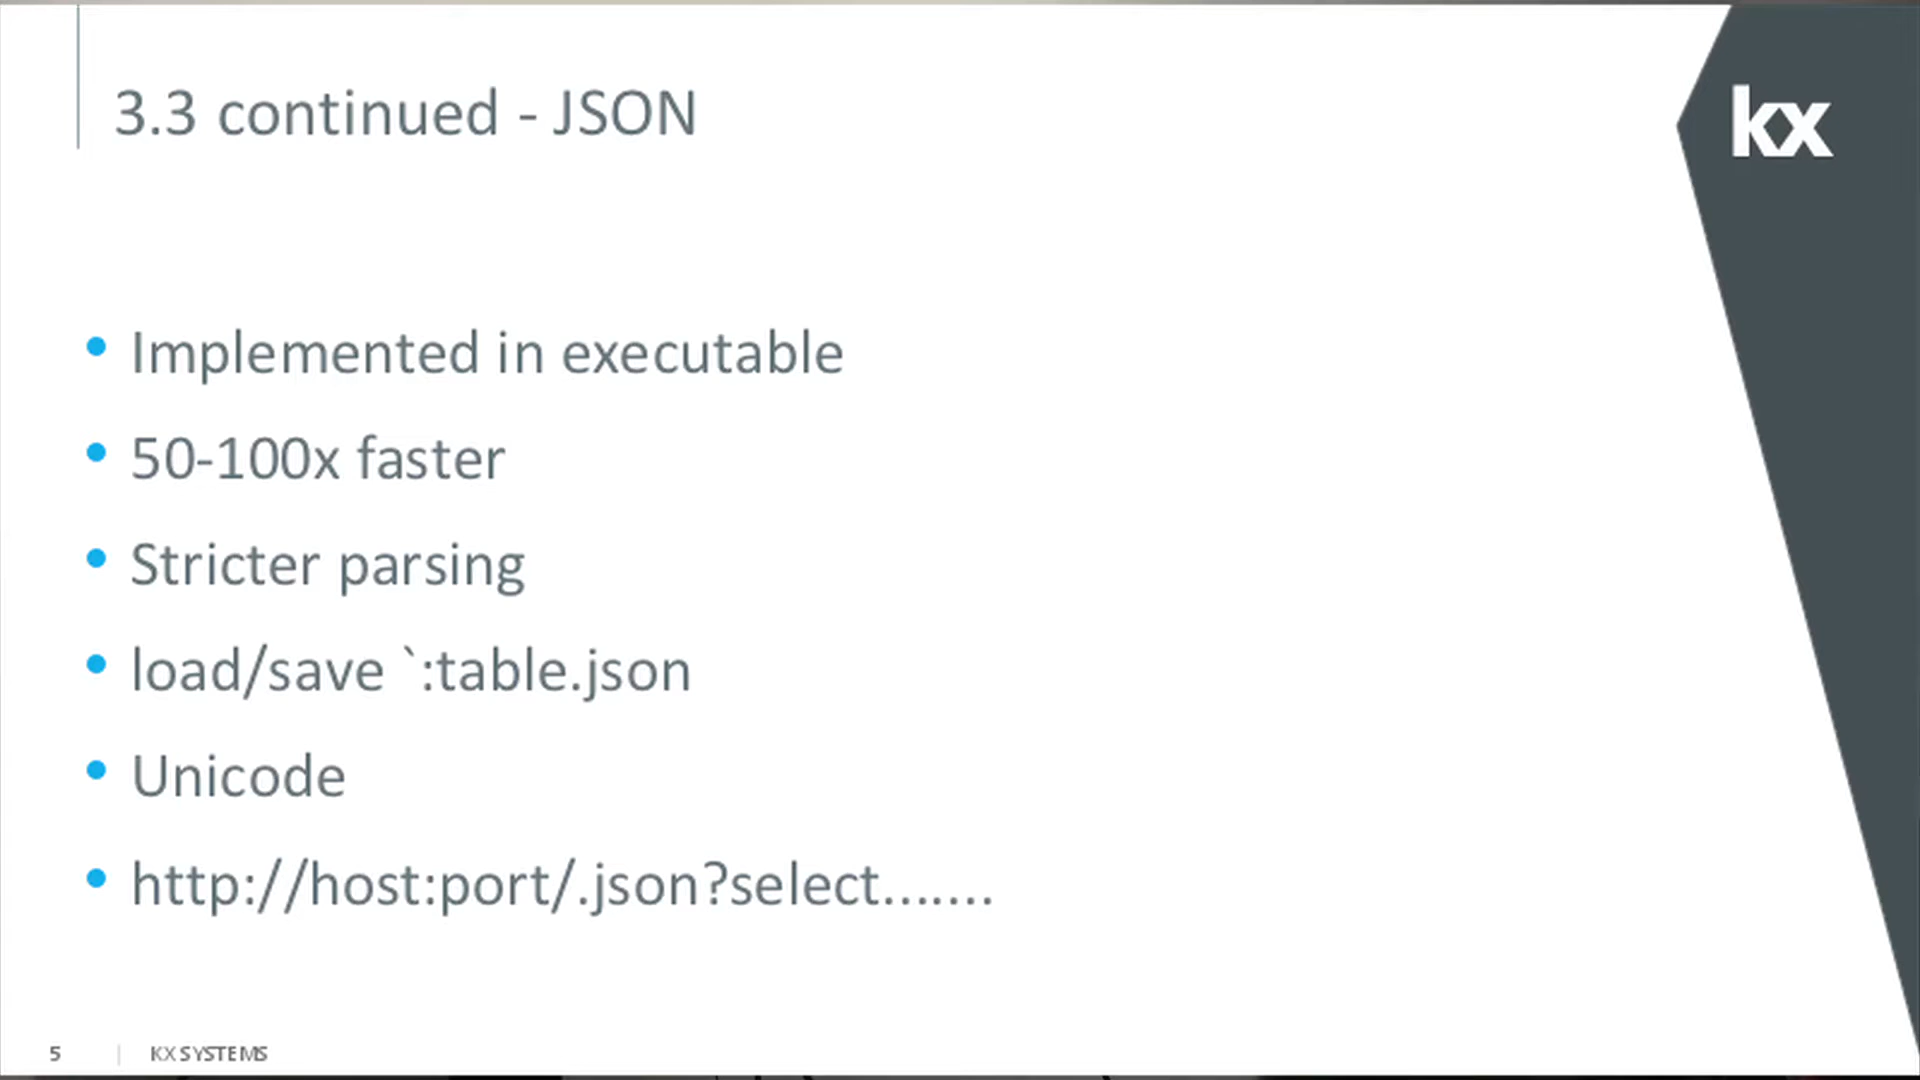 3.3 continued - JSON
kx
Implemented in executable
50-100x faster
Stricter parsing
load/save `:table.json
Unicode
http://host:port/.json?select.......
5 | KX SYSTEMS